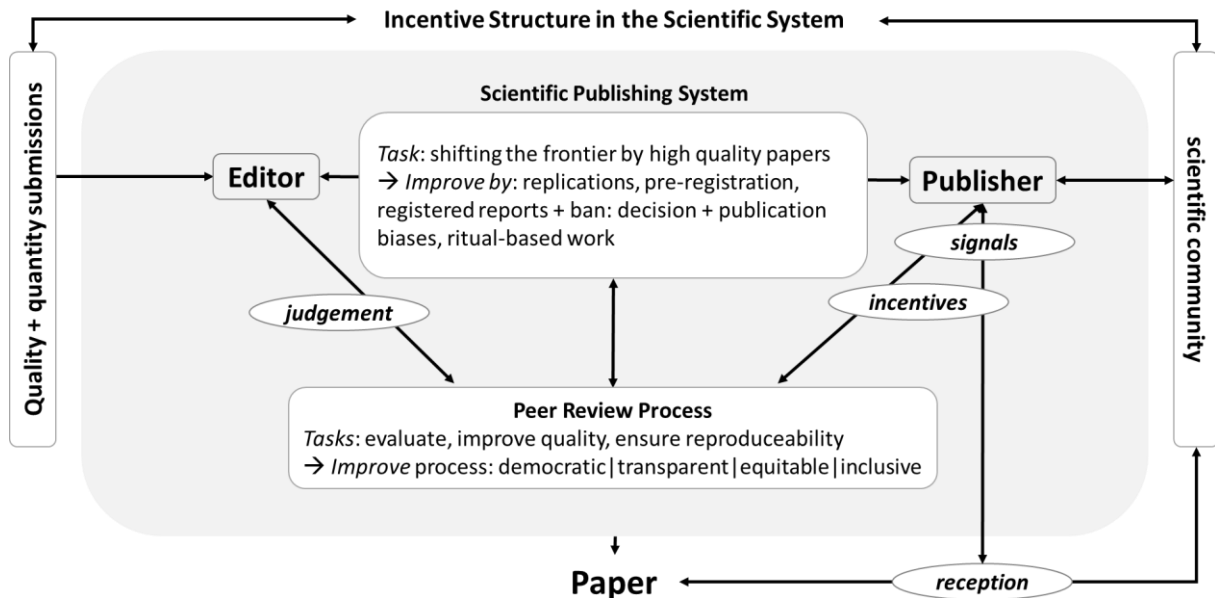 Incentive Structure in the Scientific System
Quality + quantity submissions
Scientific Publishing System
Editor
Task: shifting the frontier by high quality papers
→ Improve by: replications, pre-registration,
registered reports + ban: decision + publication
biases, ritual-based work
Publisher
scientific community
signals
incentives
judgement
Peer Review Process
Tasks: evaluate, improve quality, ensure reproduceability
→ Improve process: democratic|transparent|equitable|inclusive
Paper
reception